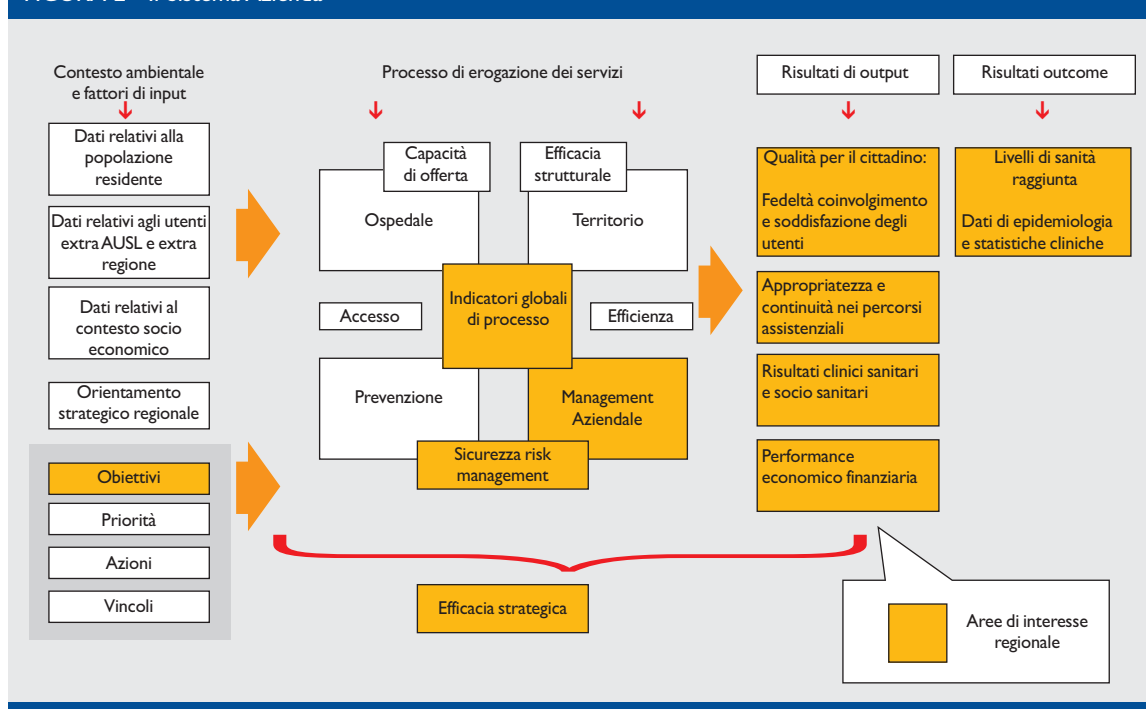 Contesto ambientale
e fattori di input
Dati relativi alla
popolazione
residente
Dati relativi agli utenti
extra AUSL e extra
regione
Dati relativi al
contesto socio
economico
Orientamento
strategico regionale
Obiettivi
Priorità
Azioni
Vincoli
Processo di erogazione dei servizi
Capacità
di offerta
Efficacia
strutturale
Ospedale
Territorio
Indicatori globali
di processo
Accesso
Efficienza
Prevenzione
Management
Aziendale
Sicurezza risk
management
Efficacia strategica
Risultati di output
Qualità per il cittadino:
Fedeltà coinvolgimento
e soddisfazione degli
utenti
Appropriatezza e
continuità nei percorsi
assistenziali
Risultati clinici sanitari
e socio sanitari
Performance
economico finanziaria
Risultati outcome
Livelli di sanità
raggiunta
Dati di epidemiologia
e statistiche cliniche
Aree di interesse
regionale